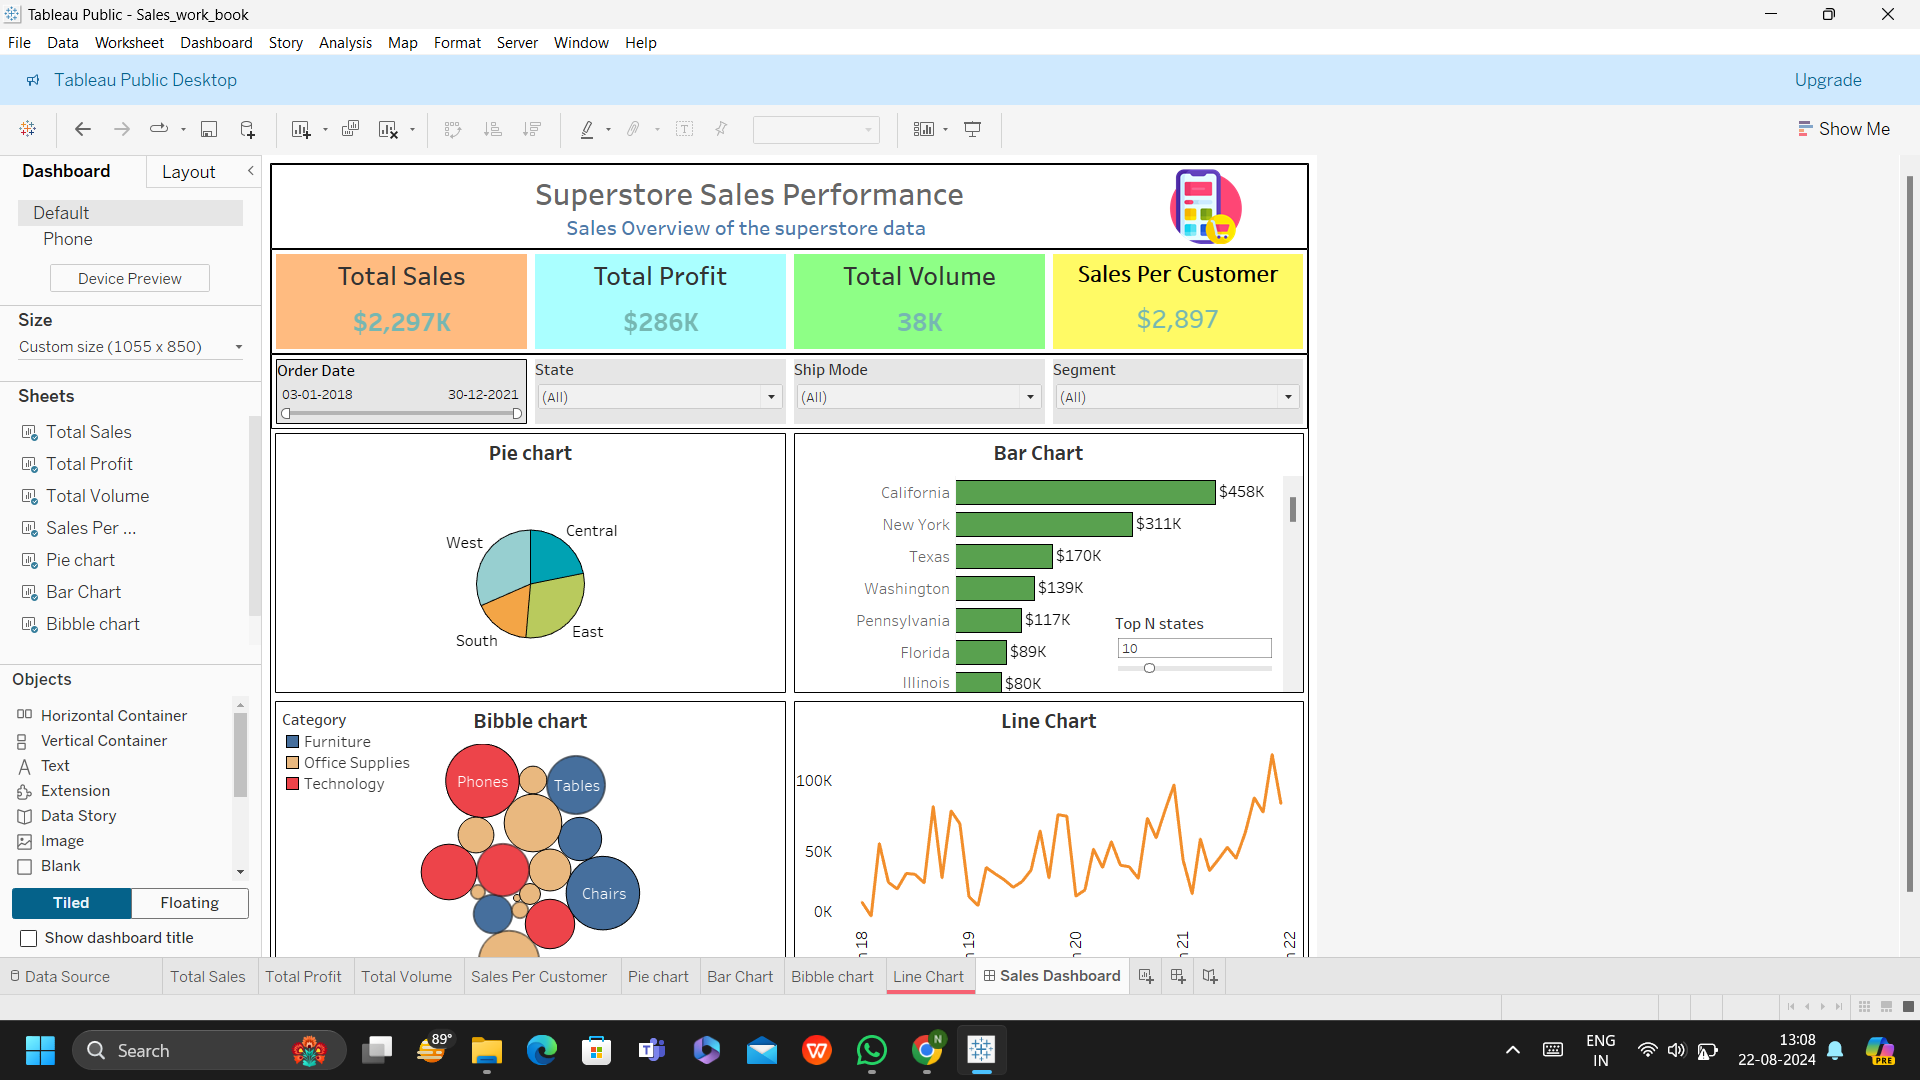 Tableau Public - Sales_work_book
File Data Worksheet Dashboard Story Analysis Map Format Server Window Help
Tableau Public Desktop
Upgrade
Show Me
Dashboard
Layout
Default
Phone
Device Preview
Size
Custom size (1055 x 850)
Sheets
Total Sales
Total Profit
Total Volume
Sales Per ...
Pie chart
Bar Chart
Bibble chart
Objects
Horizontal Container
Vertical Container
Text
Extension
Data Story
Image
Blank
Tiled
Floating
Show dashboard title
Superstore Sales Performance
Sales Overview of the superstore data
Total Sales
$2,297K
Total Profit
$286K
Total Volume
38K
Sales Per Customer
$2,897
Order Date
03-01-2018 30-12-2021
State
(All)
Ship Mode
(All)
Segment
(All)
Pie chart
West
Central
South
East
Bar Chart
California $458K
New York $311K
Texas $170K
Washington $139K
Pennsylvania $117K
Florida $89K
Illinois $80K
Top N states
10
Category
Furniture
Office Supplies
Technology
Bibble chart
Phones
Tables
Chairs
Line Chart
100K
50K
0K
18
19
20
21
22
Data Source Total Sales Total Profit Total Volume Sales Per Customer Pie chart Bar Chart Bibble chart Line Chart Sales Dashboard
Search
89°
N
ENG
IN
13:08
22-08-2024
PRE